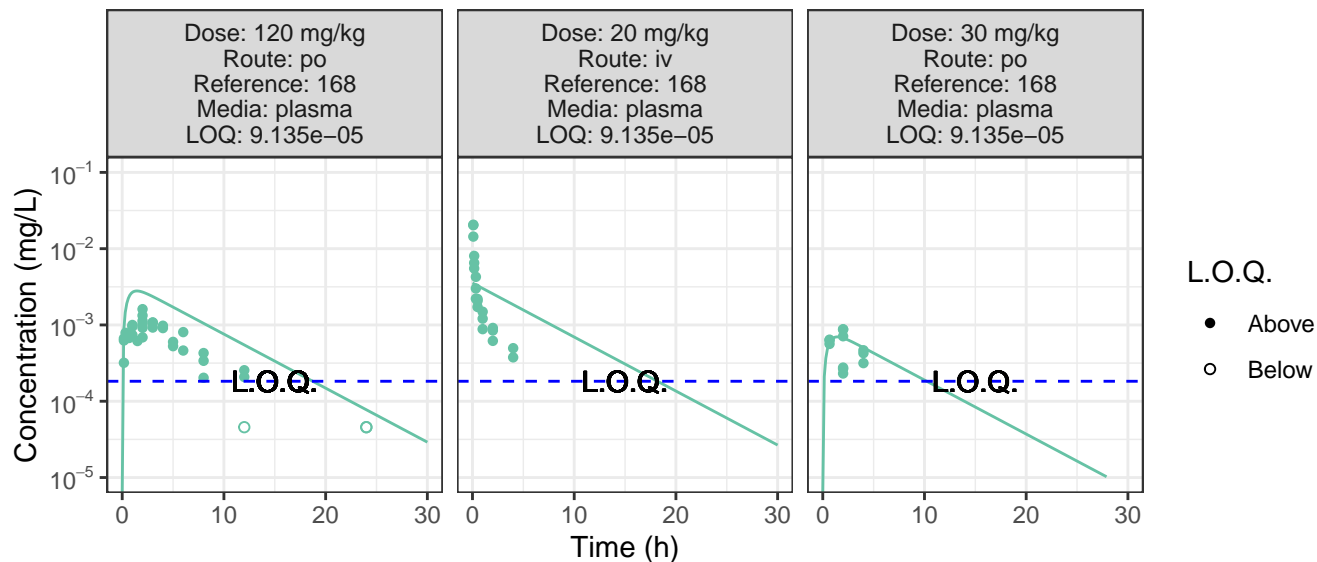 Dose: 120 mg/kg
Route: po
Reference: 168
Media: plasma
LOQ: 9.135e−05
Dose: 20 mg/kg
Route: iv
Reference: 168
Media: plasma
LOQ: 9.135e−05
Dose: 30 mg/kg
Route: po
Reference: 168
Media: plasma
LOQ: 9.135e−05
Concentration (mg/L)
10⁻¹
10⁻²
10⁻³
10⁻⁴
10⁻⁵
L.O.Q.
L.O.Q.
L.O.Q.
0 10 20 30
0 10 20 30
0 10 20 30
Time (h)
L.O.Q.
Above
Below